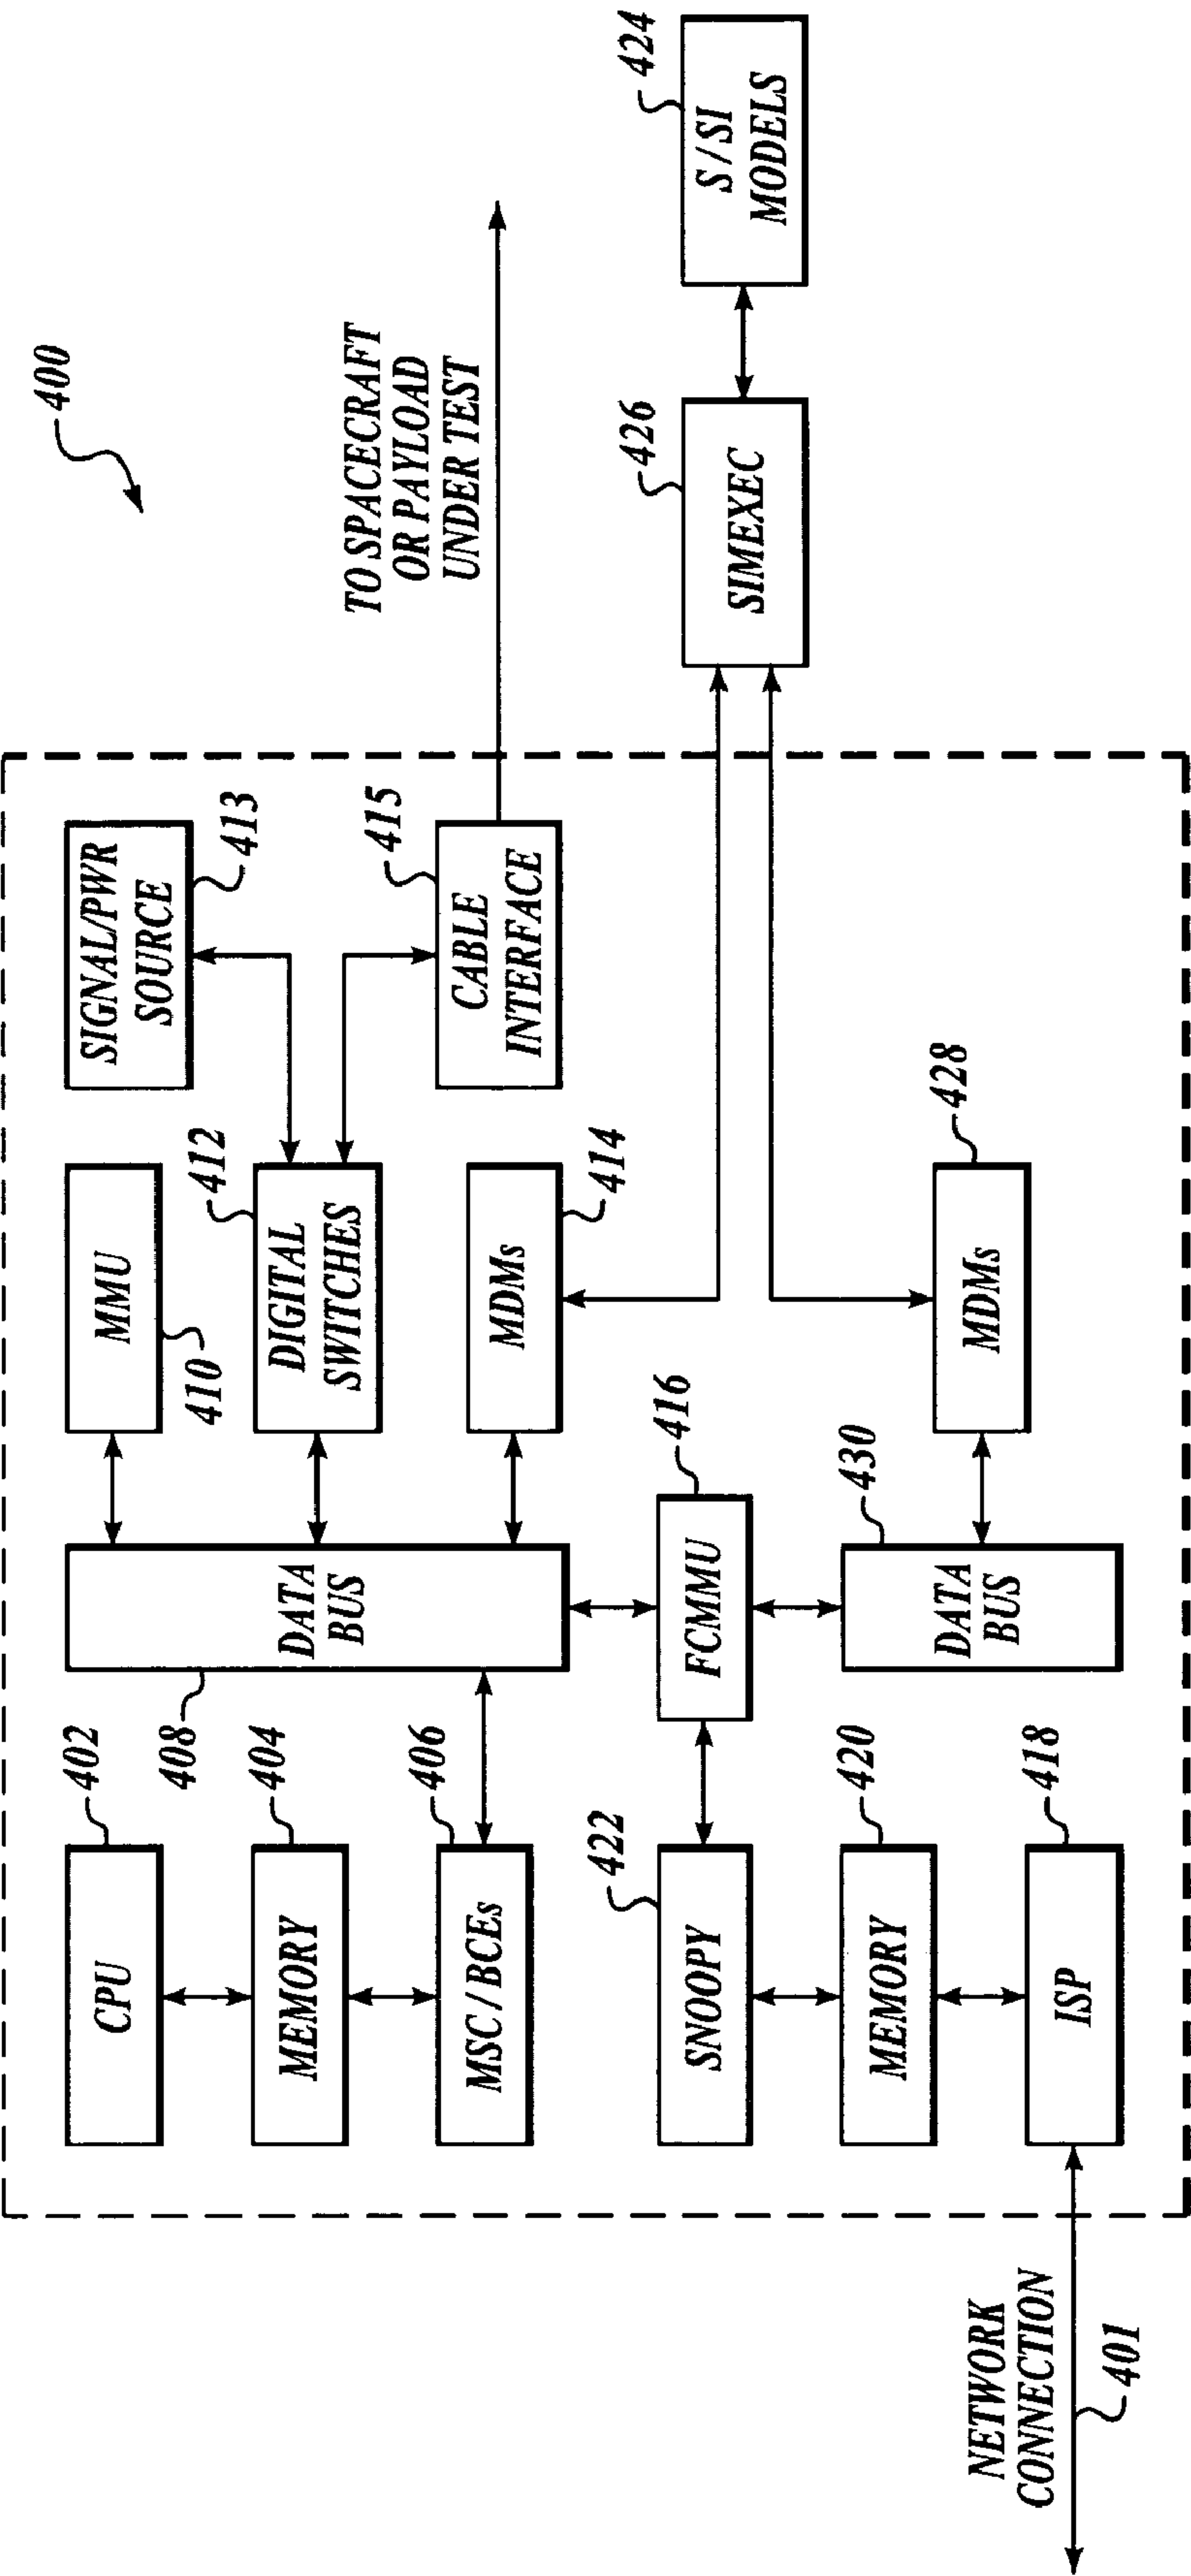 400
CPU
402
MEMORY
404
MSC / BCEs
406
DATA
BUS
408
MMU
410
DIGITAL
SWITCHES
412
SIGNAL/PWR
SOURCE
413
MDMs
414
CABLE
INTERFACE
415
TO SPACECRAFT
OR PAYLOAD
UNDER TEST
SNOOPY
422
FCMMU
416
MEMORY
420
ISP
418
DATA
BUS
430
MDMs
428
SIMEXEC
426
S / SI
MODELS
424
NETWORK
CONNECTION
401